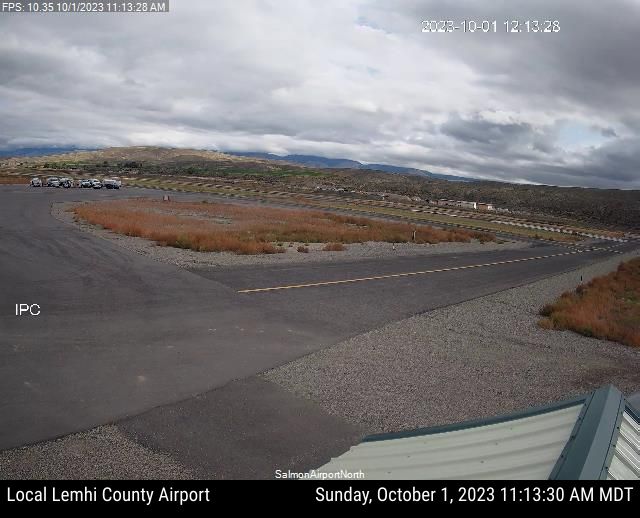 FPS: 10.35 10/1/2023 11:13:28 AM
2023-10-01 12:13:28
IPC
SalmonAirportNorth
Local Lemhi County Airport
Sunday, October 1, 2023 11:13:30 AM MDT